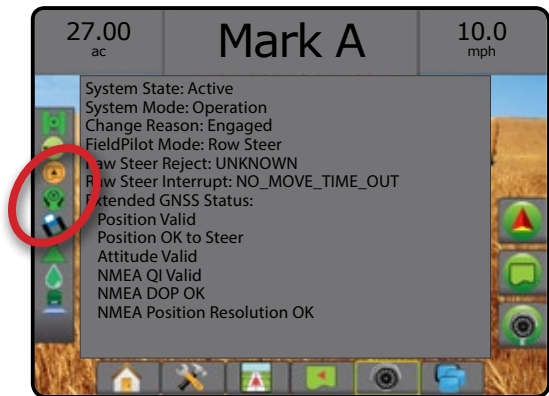 27.00
ac
Mark A
10.0
mph
System State: Active
System Mode: Operation
Change Reason: Engaged
FieldPilot Mode: Row Steer
Raw Steer Reject: UNKNOWN
Raw Steer Interrupt: NO_MOVE_TIME_OUT
Extended GNSS Status:
Position Valid
Position OK to Steer
Attitude Valid
NMEA QI Valid
NMEA DOP OK
NMEA Position Resolution OK